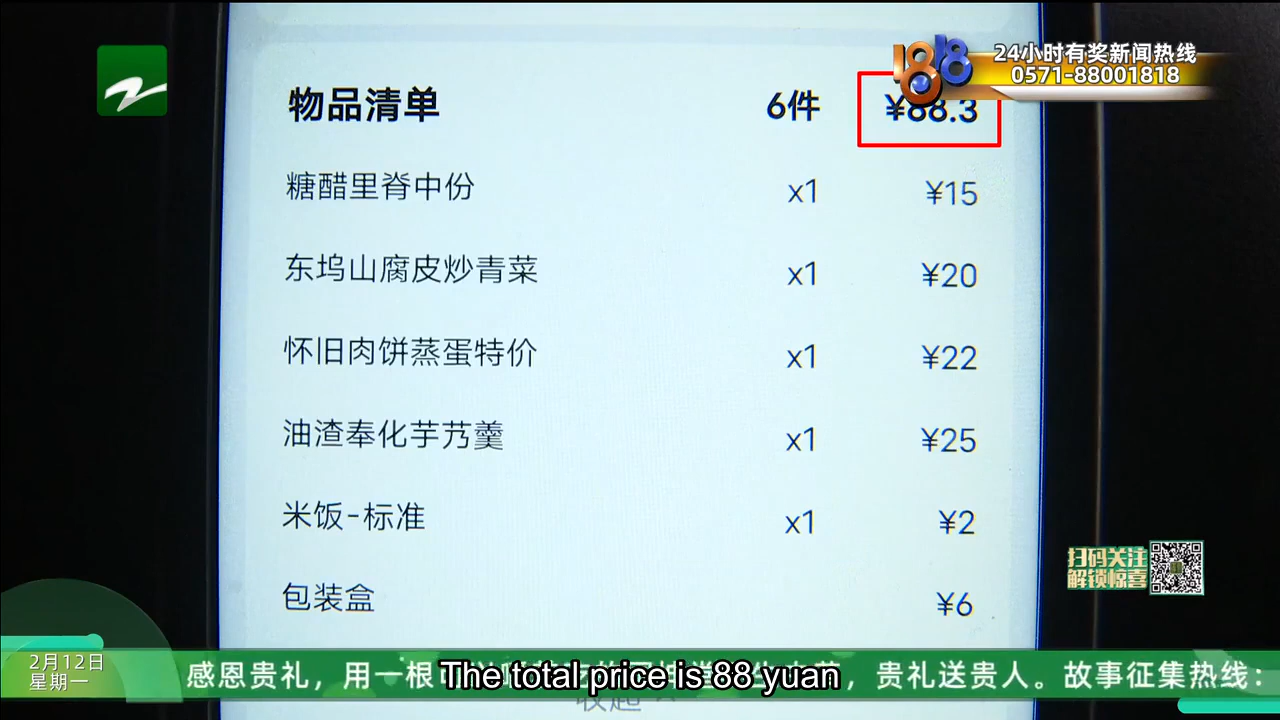 24小时有奖新闻热线
1818
0571-88001818
物品清单 6件 ¥88.3
糖醋里脊中份 x1 ¥15
东坞山腐皮炒青菜 x1 ¥20
怀旧肉饼蒸蛋特价 x1 ¥22
油渣奉化芋艿羹 x1 ¥25
米饭-标准 x1 ¥2
包装盒 ¥6
扫码关注
解锁惊喜
2月12日
星期一
感恩贵礼，用一根
，贵礼送贵人。故事征集热线：
The total price is 88 yuan
收起